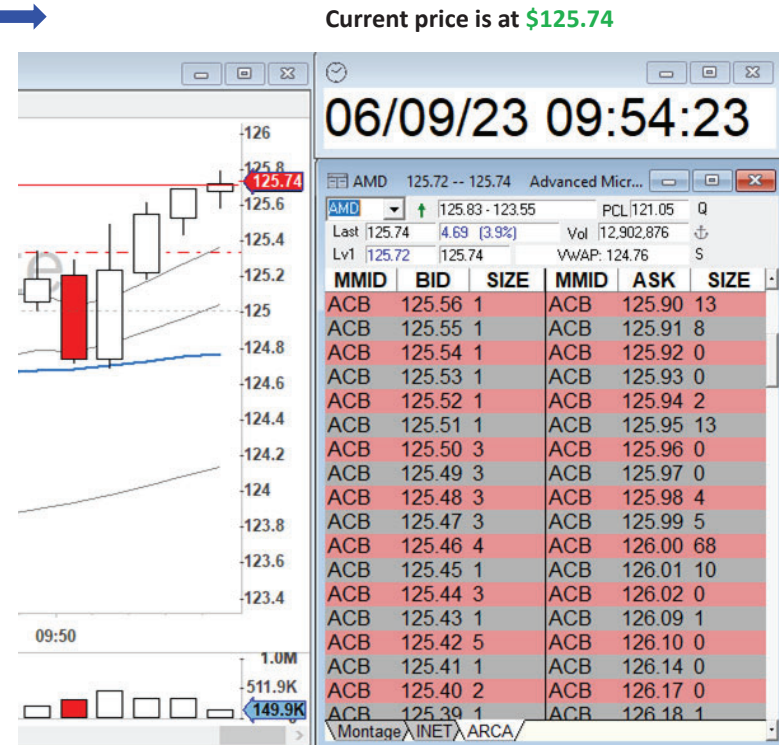 Current price is at $125.74
126
125.8
125.74
125.6
125.4
125.2
125
124.8
124.6
124.4
124.2
124
123.8
123.6
123.4
09:50
1.0M
511.9K
149.9K
06/09/23 09:54:23
AMD 125.72 -- 125.74 Advanced Micr...
AMD 125.83 - 123.55 PCL 121.05 Q
Last 125.74 4.69 (3.9%) Vol 12,902,876
Lv1 125.72 125.74 VWAP: 124.76 S
MMID BID SIZE MMID ASK SIZE
ACB 125.56 1 ACB 125.90 13
ACB 125.55 1 ACB 125.91 8
ACB 125.54 1 ACB 125.92 0
ACB 125.53 1 ACB 125.93 0
ACB 125.52 1 ACB 125.94 2
ACB 125.51 1 ACB 125.95 13
ACB 125.50 3 ACB 125.96 0
ACB 125.49 3 ACB 125.97 0
ACB 125.48 3 ACB 125.98 4
ACB 125.47 3 ACB 125.99 5
ACB 125.46 4 ACB 126.00 68
ACB 125.45 1 ACB 126.01 10
ACB 125.44 3 ACB 126.02 0
ACB 125.43 1 ACB 126.09 1
ACB 125.42 5 ACB 126.10 0
ACB 125.41 1 ACB 126.14 0
ACB 125.40 2 ACB 126.17 0
ACB 125.39 1 ACB 126.18 1
Montage INET ARCA